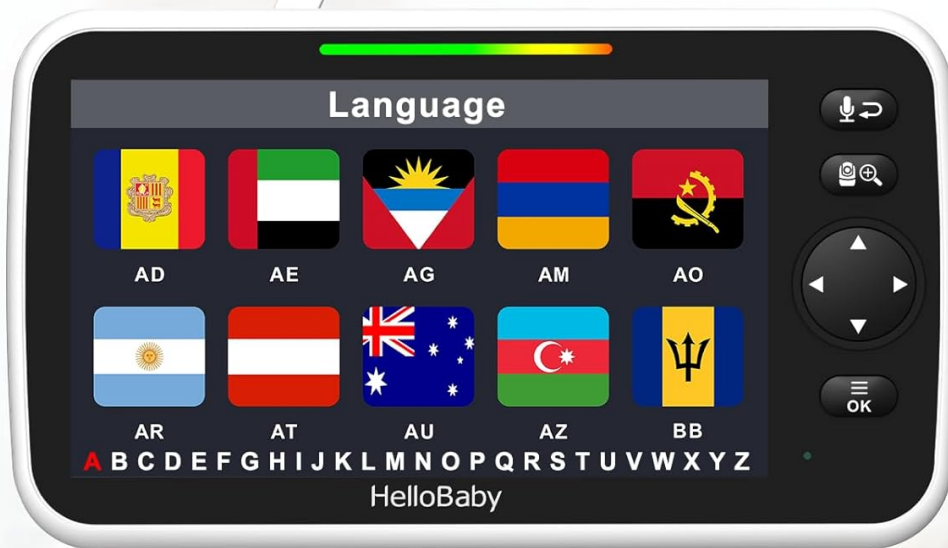 Language
AD AE AG AM AO
AR AT AU AZ BB
A B C D E F G H I J K L M N O P Q R S T U V W X Y Z
OK
HelloBaby